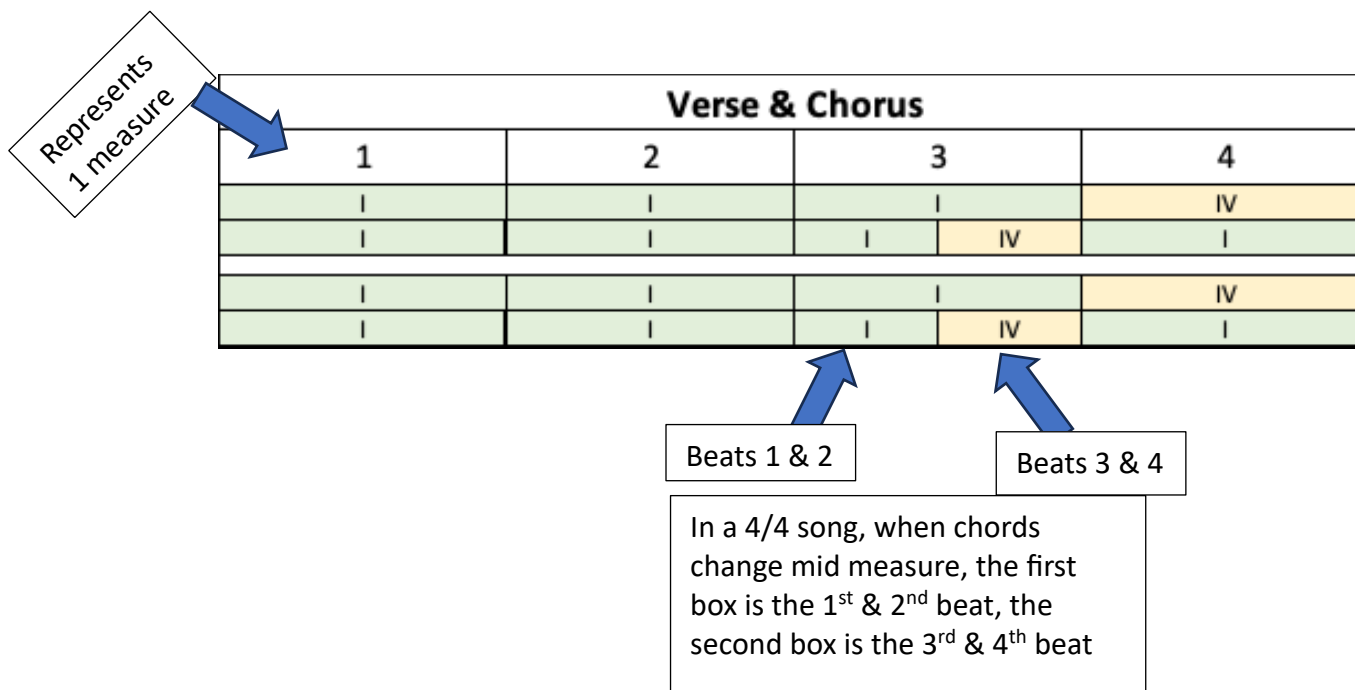 Represents
1 measure
Verse & Chorus
1 2 3 4
I I I IV
I I I IV I
I I I IV
I I I IV I
Beats 1 & 2
Beats 3 & 4
In a 4/4 song, when chords
change mid measure, the first
box is the 1st & 2nd beat, the
second box is the 3rd & 4th beat